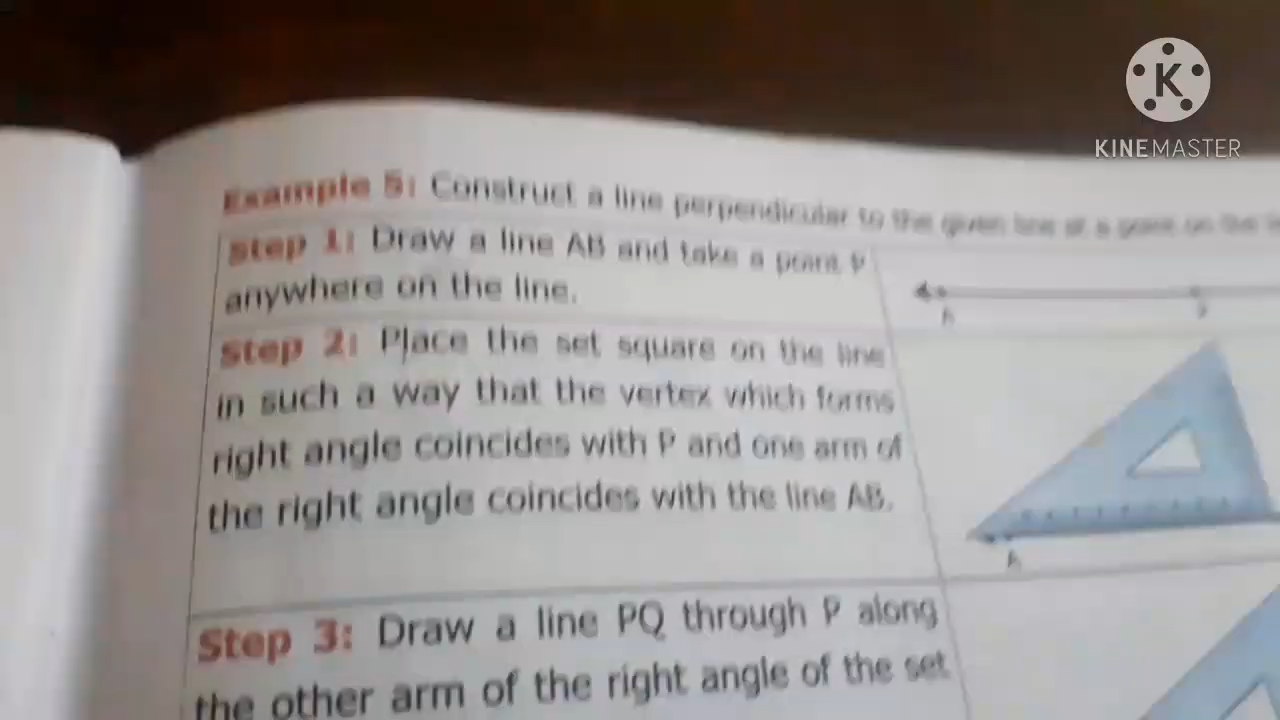 K
KINEMASTER
Example 5: Construct a line perpendicular to the given line at a point on the
Step 1: Draw a line AB and take a point P
anywhere on the line.
A
Step 2: Place the set square on the line
in such a way that the vertex which forms
right angle coincides with P and one arm of
the right angle coincides with the line AB.
A
Step 3: Draw a line PQ through P along
the other arm of the right angle of the set